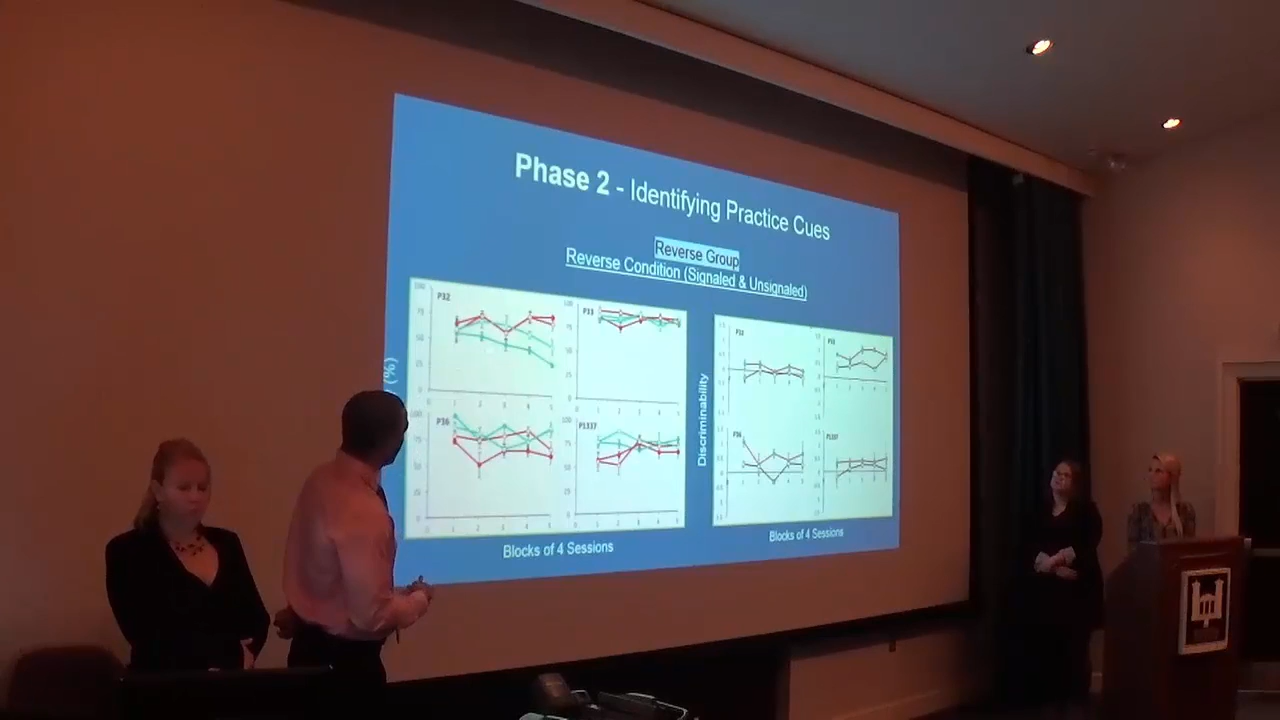 Phase 2 - Identifying Practice Cues
Reverse Group
Reverse Condition (Signaled & Unsignaled)
P32
P33
P36
P1337
(%)
Discriminability
Blocks of 4 Sessions
Blocks of 4 Sessions